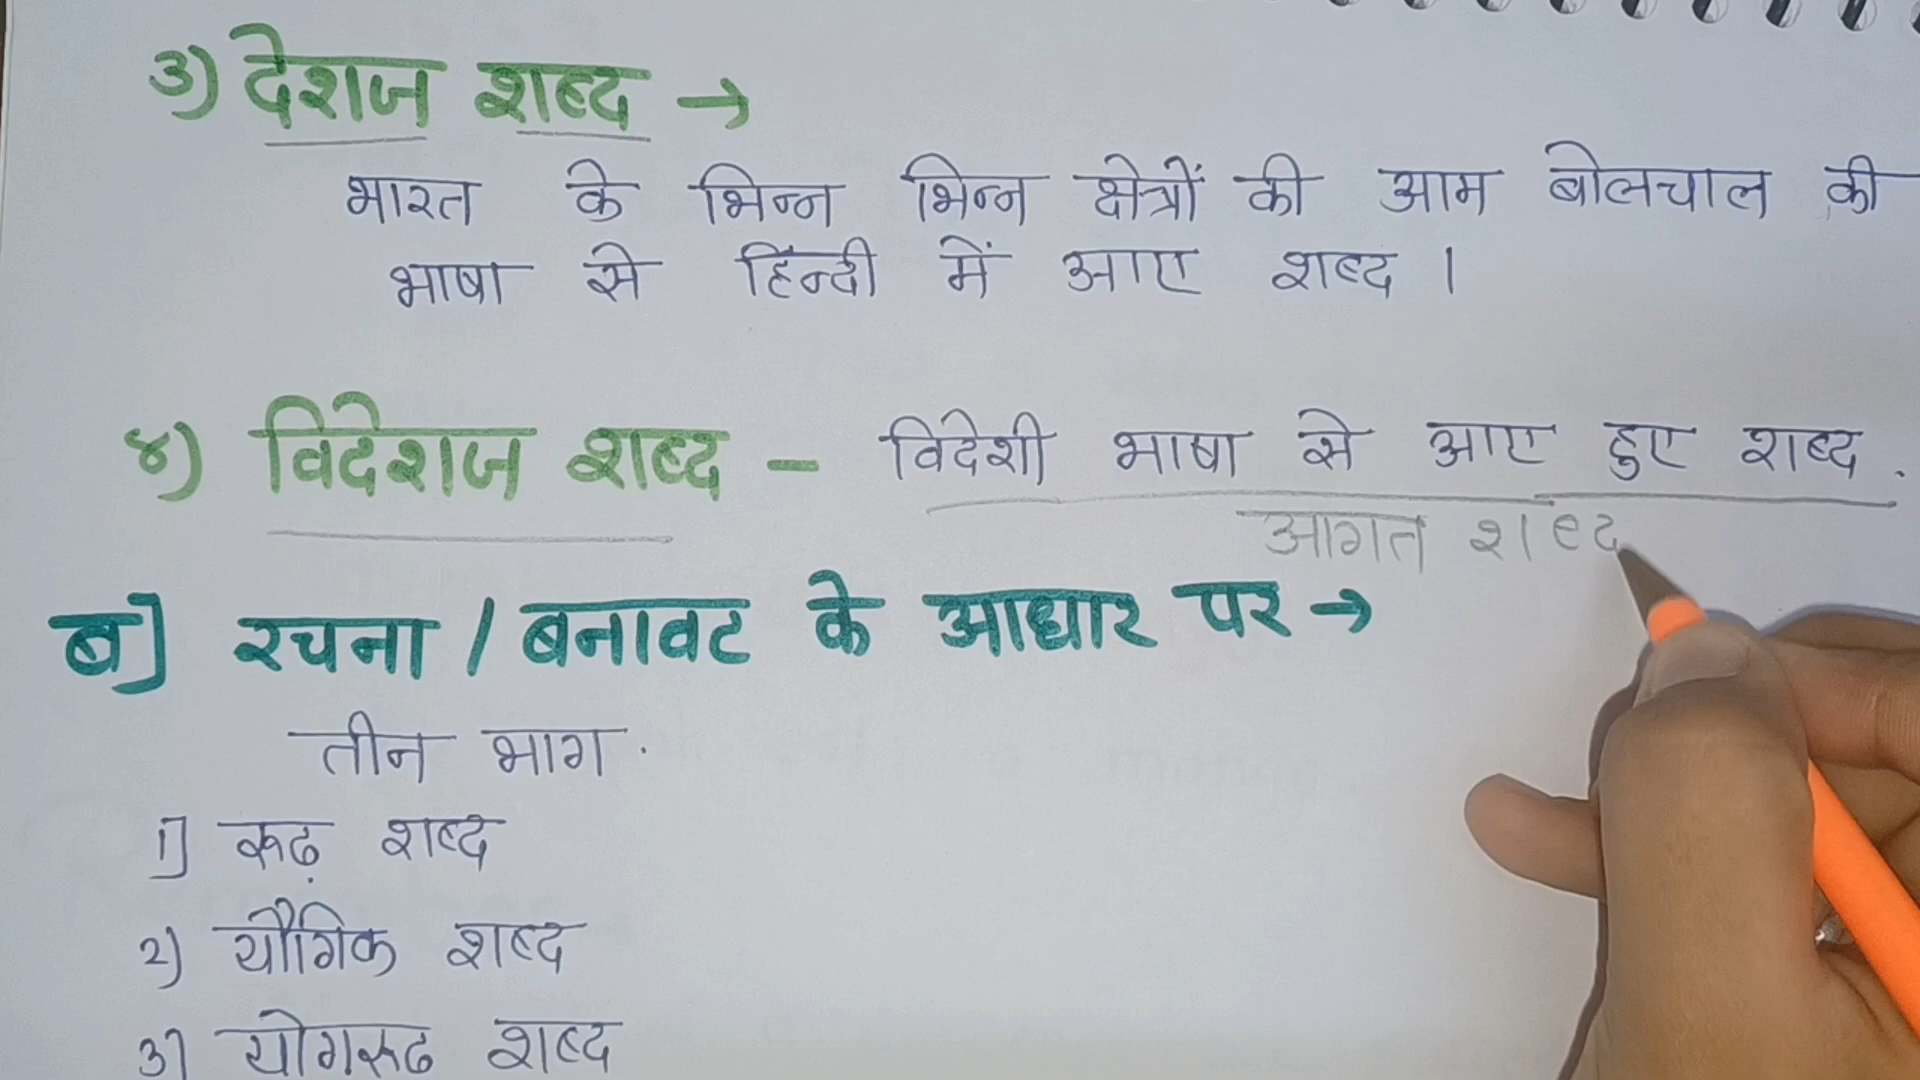 3) देशज शब्द →
भारत के भिन्न भिन्न क्षेत्रों की आम बोलचाल की
भाषा से हिन्दी में आए शब्द ।
४) विदेशज शब्द – विदेशी भाषा से आए हुए शब्द .
आगत शब्द
ब] रचना / बनावट के आधार पर →
तीन भाग .
1] रूढ़ शब्द
2) यौगिक शब्द
3) योगरूढ शब्द